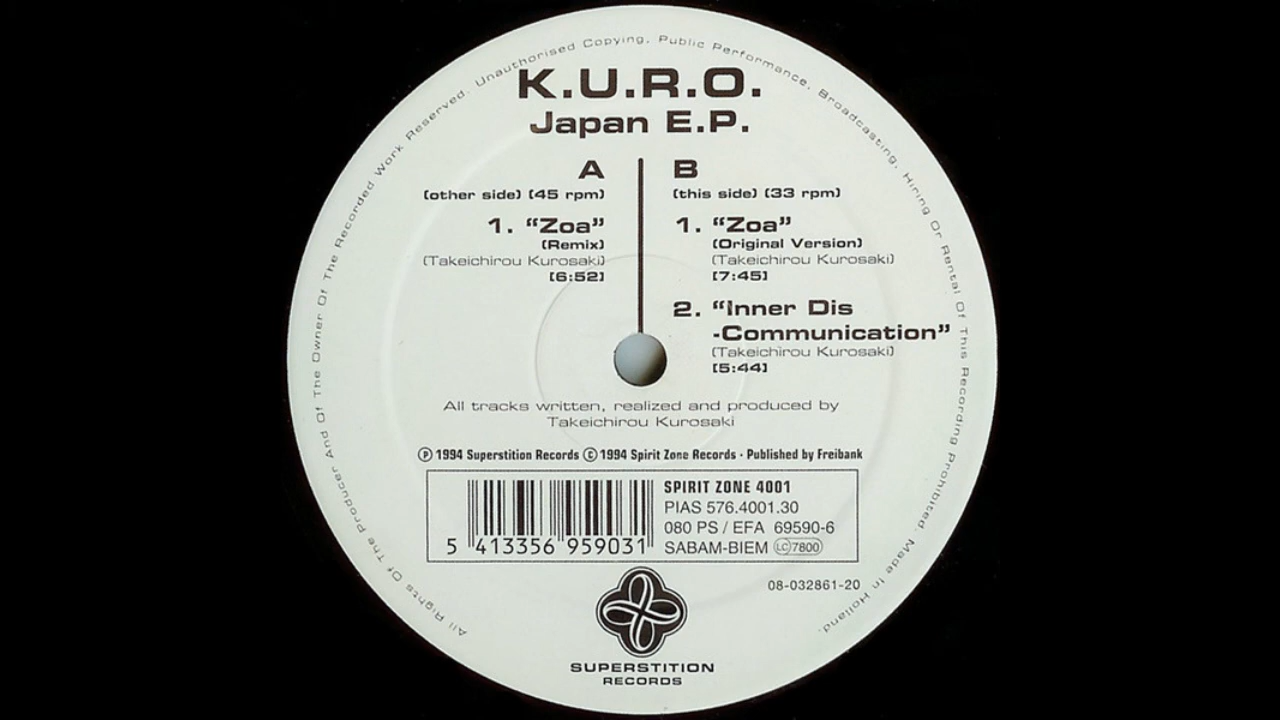 All Rights Of The Producer And Of The Owner Of The Recorded Work Reserved. Unauthorised Copying, Public Performance, Broadcasting, Hiring Or Rental Of This Recording Prohibited. Made In Holland.
K.U.R.O.
Japan E.P.
A
(other side) (45 rpm)
1. “Zoa”
(Remix)
(Takeichirou Kurosaki)
[6:52]
B
(this side) (33 rpm)
1. “Zoa”
(Original Version)
(Takeichirou Kurosaki)
[7:45]
2. “Inner Dis
-Communication”
(Takeichirou Kurosaki)
[5:44]
All tracks written, realized and produced by
Takeichirou Kurosaki
Ⓟ 1994 Superstition Records © 1994 Spirit Zone Records · Published by Freibank
5 413356 959031
SPIRIT ZONE 4001
PIAS 576.4001.30
080 PS / EFA 69590-6
SABAM-BIEM LC 7800
08-032861-20
SUPERSTITION
RECORDS